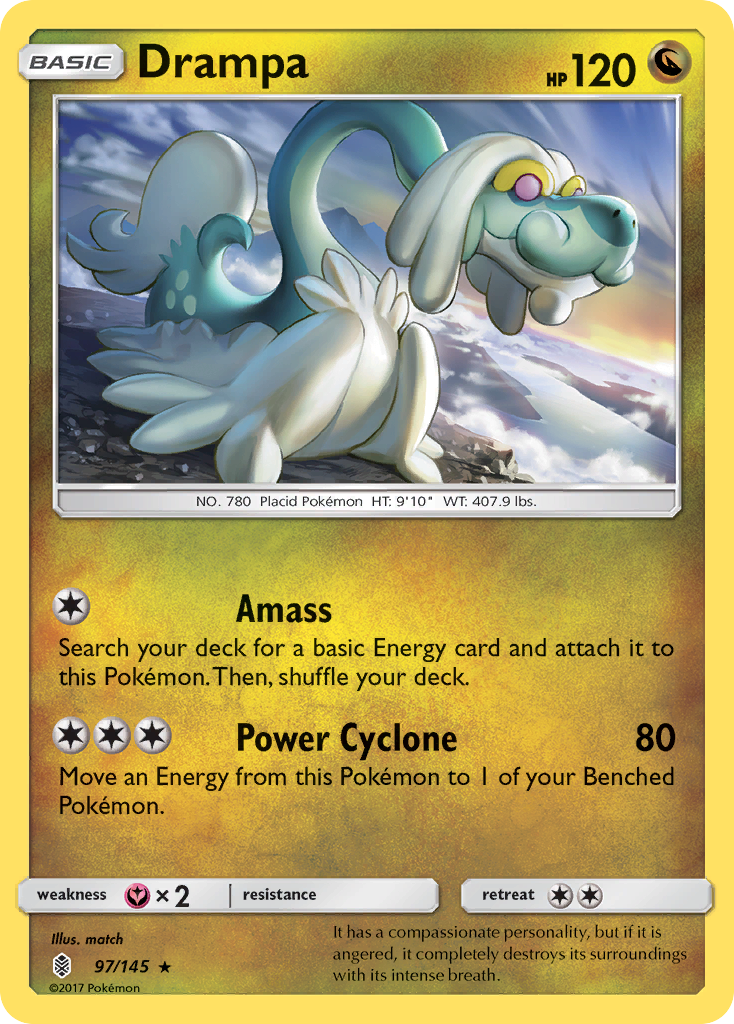 BASIC Drampa HP 120
NO. 780 Placid Pokémon HT: 9'10" WT: 407.9 lbs.
Amass
Search your deck for a basic Energy card and attach it to
this Pokémon. Then, shuffle your deck.
Power Cyclone 80
Move an Energy from this Pokémon to 1 of your Benched
Pokémon.
weakness ×2 resistance retreat
Illus. match
97/145 ★
©2017 Pokémon
It has a compassionate personality, but if it is
angered, it completely destroys its surroundings
with its intense breath.